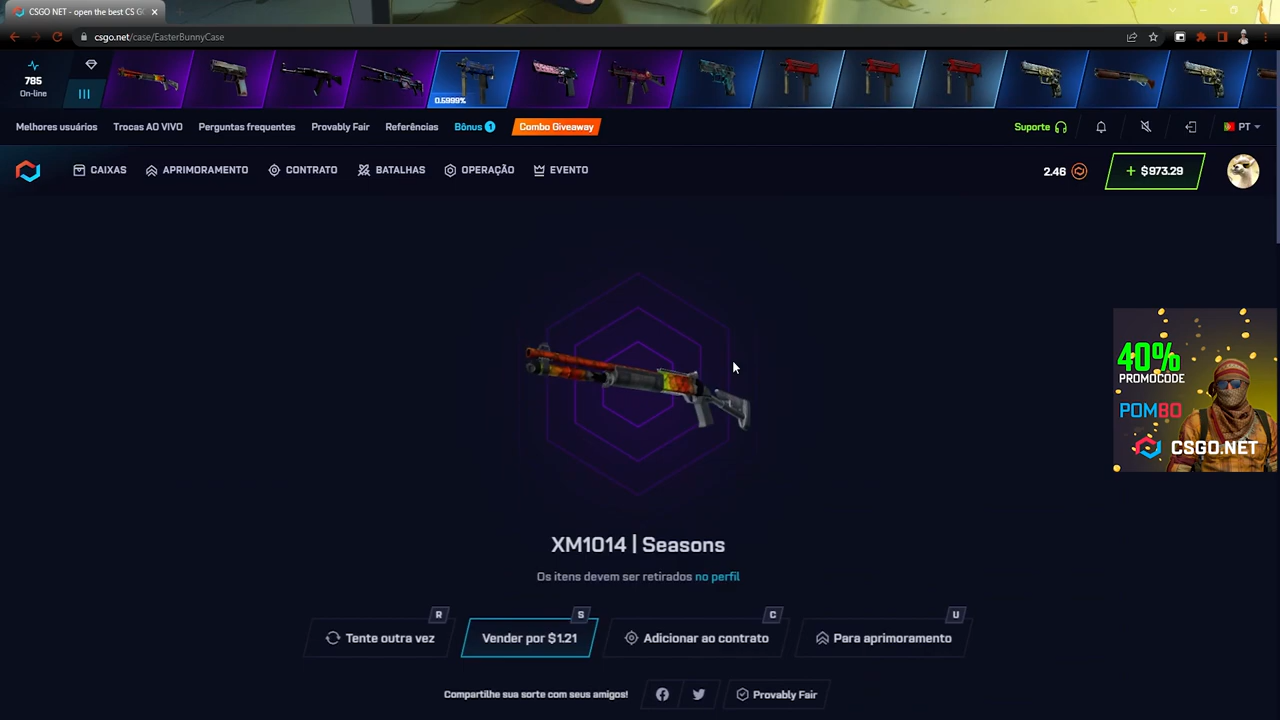 CSGO NET - open the best CS G
csgo.net/case/EasterBunnyCase
785
On-line
0.5999%
Melhores usuários
Trocas AO VIVO
Perguntas frequentes
Provably Fair
Referências
Bônus 1
Combo Giveaway
Suporte
PT
CAIXAS
APRIMORAMENTO
CONTRATO
BATALHAS
OPERAÇÃO
EVENTO
2.46
+ $973.29
40%
PROMOCODE
POMBO
CSGO.NET
XM1014 | Seasons
Os itens devem ser retirados no perfil
R
Tente outra vez
S
Vender por $1.21
C
Adicionar ao contrato
U
Para aprimoramento
Compartilhe sua sorte com seus amigos!
Provably Fair